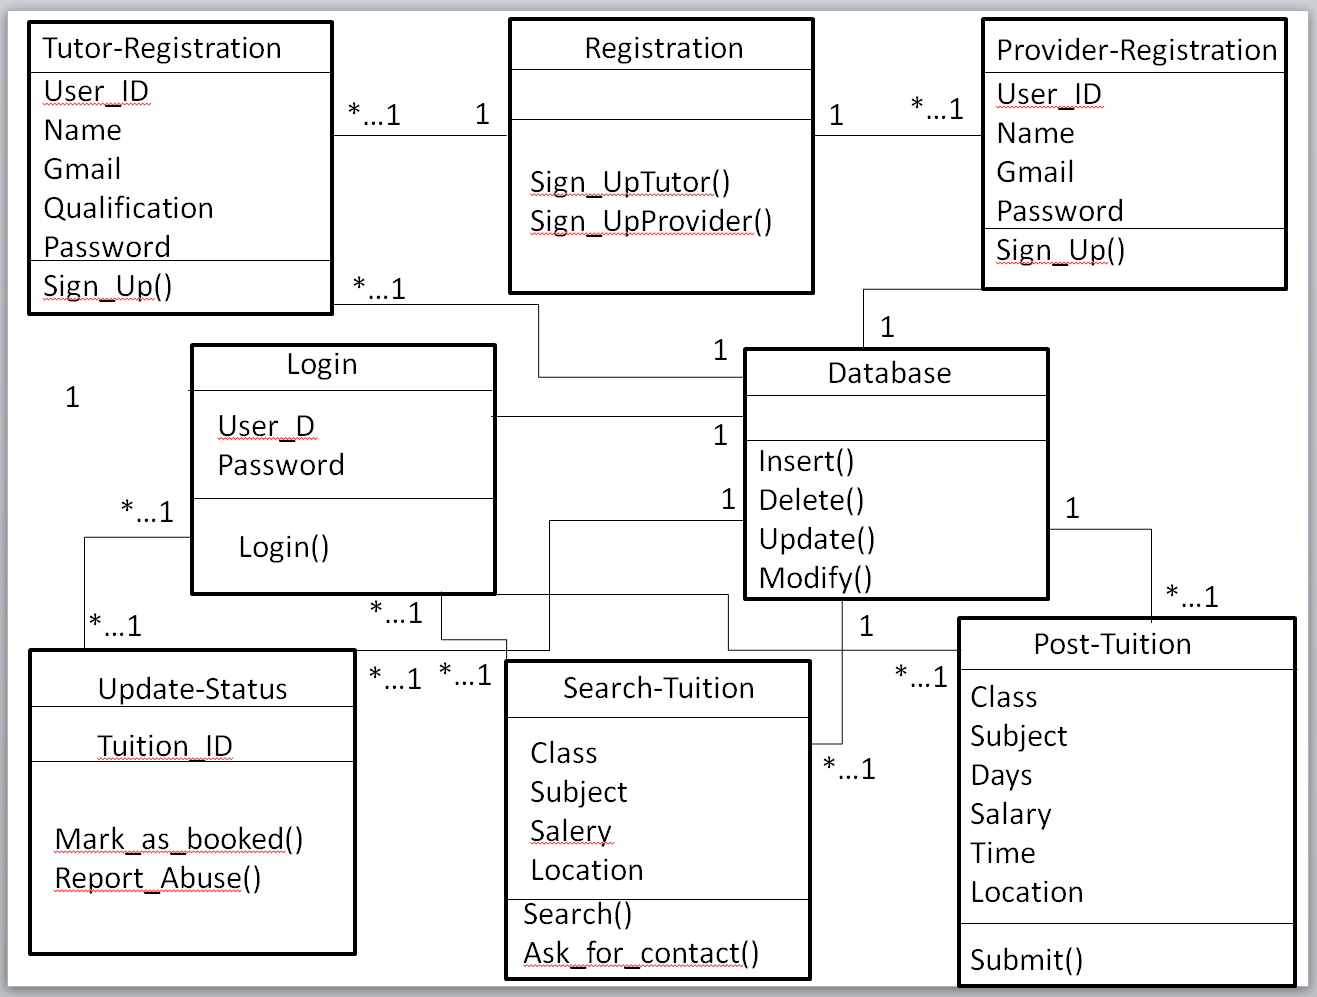 Tutor-Registration
User_ID
Name
Gmail
Qualification
Password
Sign_Up()
*...1
1
Registration
Sign_UpTutor()
Sign_UpProvider()
1
*...1
Provider-Registration
User_ID
Name
Gmail
Password
Sign_Up()
*...1
1
1
Login
User_D
Password
Login()
1
*...1
*...1
1
1
Database
Insert()
Delete()
Update()
Modify()
1
*...1
1
*...1
*...1
*...1
*...1
*...1
Update-Status
Tuition_ID
Mark_as_booked()
Report_Abuse()
Search-Tuition
Class
Subject
Salery
Location
Search()
Ask_for_contact()
Post-Tuition
Class
Subject
Days
Salary
Time
Location
Submit()